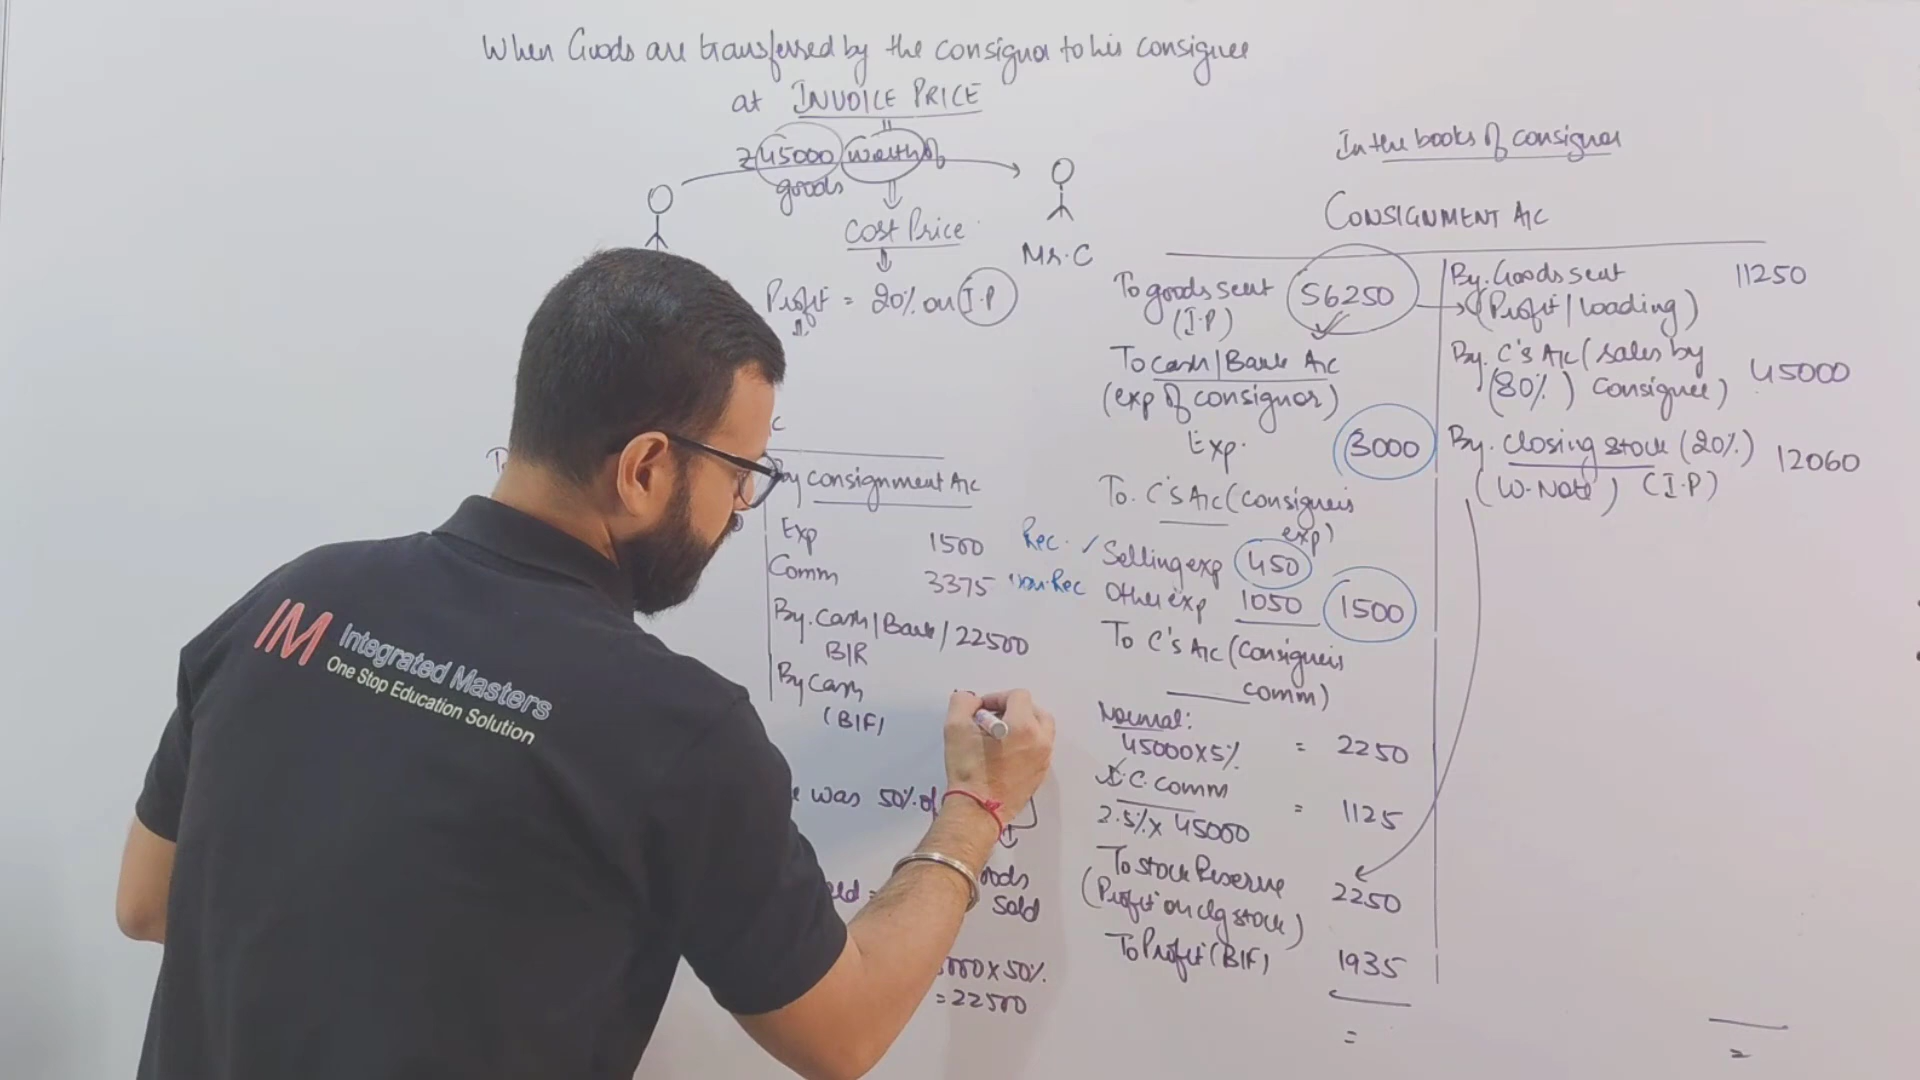 When Goods are transferred by the consignor to his consignee
at INVOICE PRICE
₹45000 worth of
goods
Cost Price
Mr. C
Profit = 20% on I.P
By consignment A/c
Exp 1500
Comm 3375
By. Cash/Bank/ 22500
B/R
By Cash
(B/F)
was 50% of
Goods
Sold
X 50%
= 22500
In the books of consignor
CONSIGNMENT A/C
To goods sent 56250
(I.P)
To cash/Bank A/c
(exp of consignor)
Exp. 3000
To. C's A/c (consignee's
exp)
Rec. Selling exp 450
Non-Rec Other exp 1050 1500
To C's A/c (consignee's
comm)
Normal:
45000x5% = 2250
D.C. comm
2.5% x 45000 = 1125
To stock Reserve 2250
(Profit on clg stock)
To Profit (B/F) 1935
=
By. Goods sent 11250
(Profit/loading)
By. C's A/c (sales by
(80%) consignee) 45000
By. closing stock (20%) 12060
(W.Note) (I.P)
=
IM Integrated Masters
One Stop Education Solution